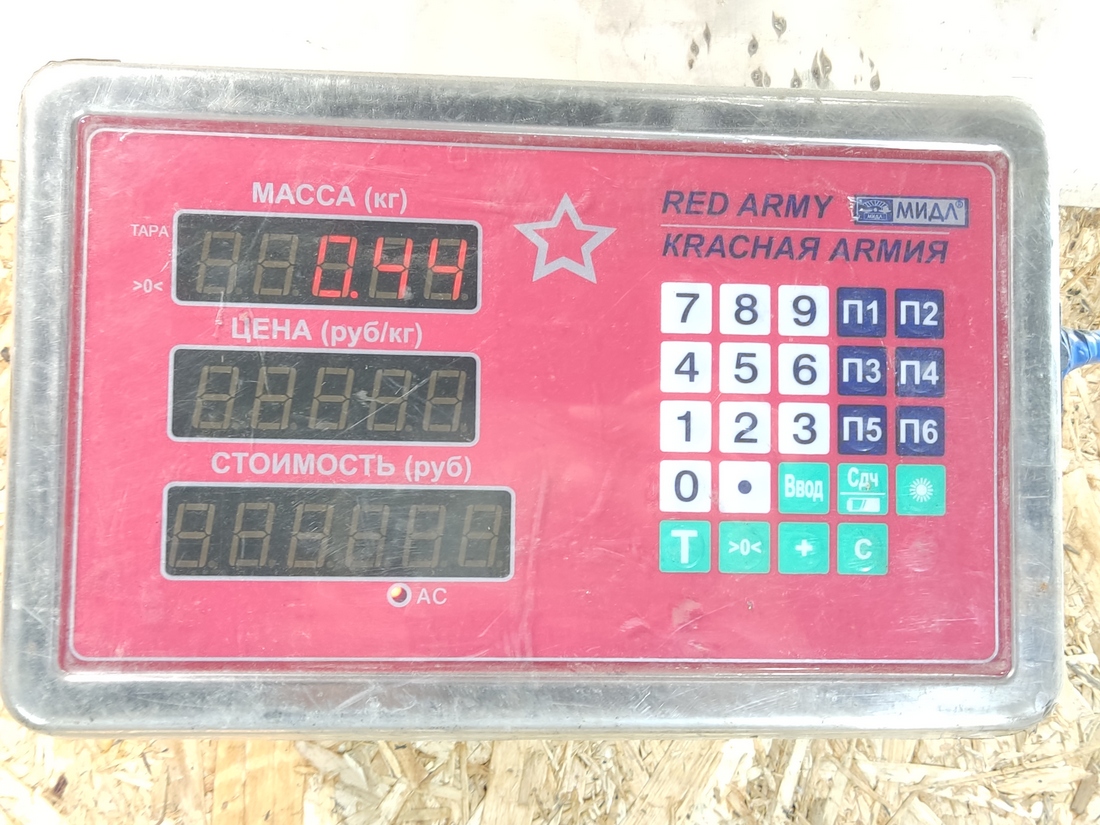 МАССА (кг)
ТАРА
0.44
>0<
ЦЕНА (руб/кг)
СТОИМОСТЬ (руб)
АС
RED ARMY МИДЛ®
КRАСНАЯ АRМИЯ
7 8 9 П1 П2
4 5 6 П3 П4
1 2 3 П5 П6
0 • Ввод Сдч
Т >0< + С